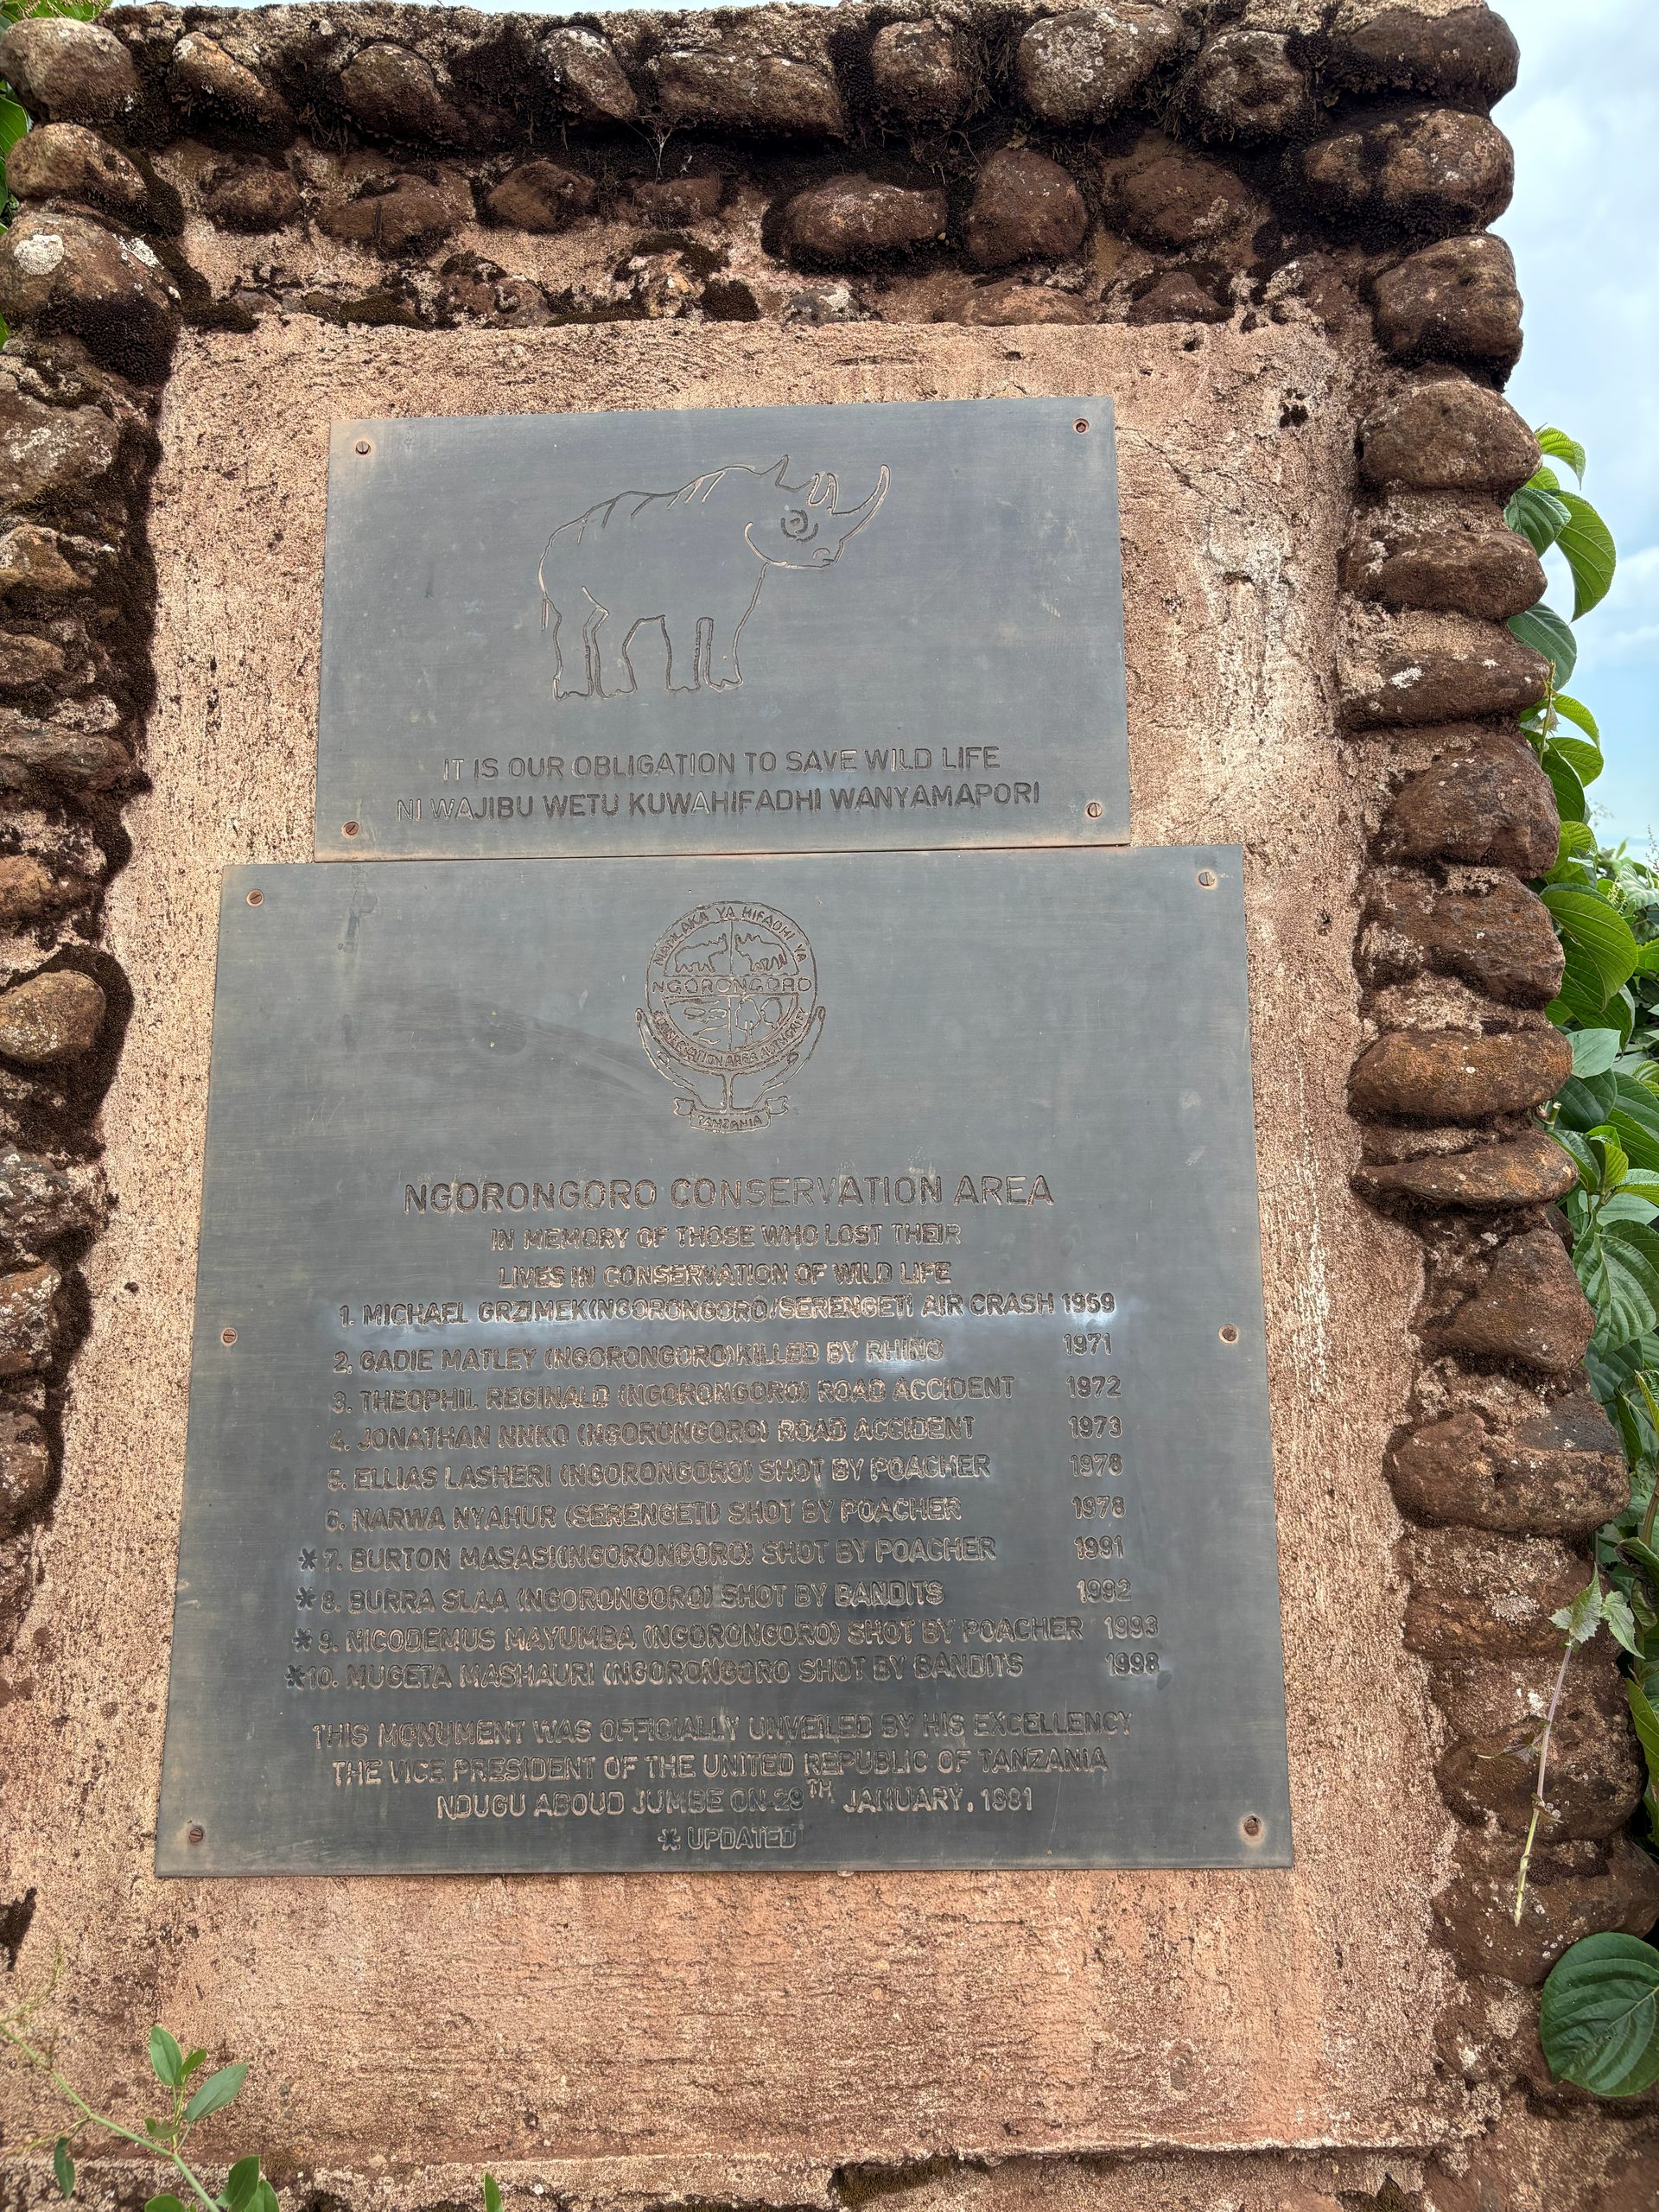 IT IS OUR OBLIGATION TO SAVE WILD LIFE
NI WAJIBU WETU KUWAHIFADHI WANYAMAPORI
MAMLAKA YA HIFADHI YA
NGORONGORO
CONSERVATION AREA AUTHORITY
TANZANIA
NGORONGORO CONSERVATION AREA
IN MEMORY OF THOSE WHO LOST THEIR
LIVES IN CONSERVATION OF WILD LIFE
1. MICHAEL GRZIMEK(NGORONGORO/SERENGETI AIR CRASH 1959
2. GADIE MATLEY (NGORONGORO)KILLED BY RHINO 1971
3. THEOPHIL REGINALD (NGORONGORO) ROAD ACCIDENT 1972
4. JONATHAN NNKO (NGORONGORO) ROAD ACCIDENT 1973
5. ELLIAS LASHERI (NGORONGORO) SHOT BY POACHER 1978
6. NARWA NYAHUR (SERENGETI) SHOT BY POACHER 1978
* 7. BURTON MASASI(NGORONGORO) SHOT BY POACHER 1991
* 8. BURRA SLAA (NGORONGORO) SHOT BY BANDITS 1992
* 9. NICODEMUS MAYUMBA (NGORONGORO) SHOT BY POACHER 1993
*10. MUGETA MASHAURI (NGORONGORO SHOT BY BANDITS 1998
THIS MONUMENT WAS OFFICIALLY UNVEILED BY HIS EXCELLENCY
THE VICE PRESIDENT OF THE UNITED REPUBLIC OF TANZANIA
NDUGU ABOUD JUMBE ON 29TH JANUARY, 1981
* UPDATED